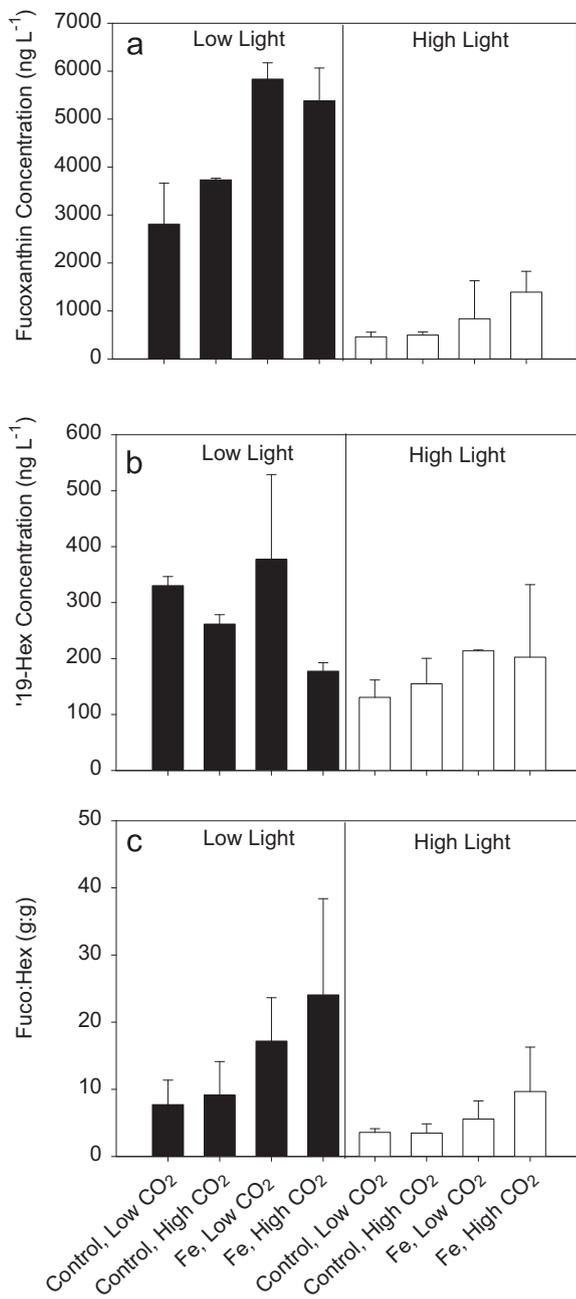 a
Low Light
High Light
Fucoxanthin Concentration (ng L⁻¹)
7000
6000
5000
4000
3000
2000
1000
0
b
Low Light
High Light
'19-Hex Concentration (ng L⁻¹)
600
500
400
300
200
100
0
c
Low Light
High Light
Fuco:Hex (g:g)
50
40
30
20
10
0
Control, Low CO₂
Control, High CO₂
Fe, Low CO₂
Fe, High CO₂
Control, Low CO₂
Control, High CO₂
Fe, Low CO₂
Fe, High CO₂